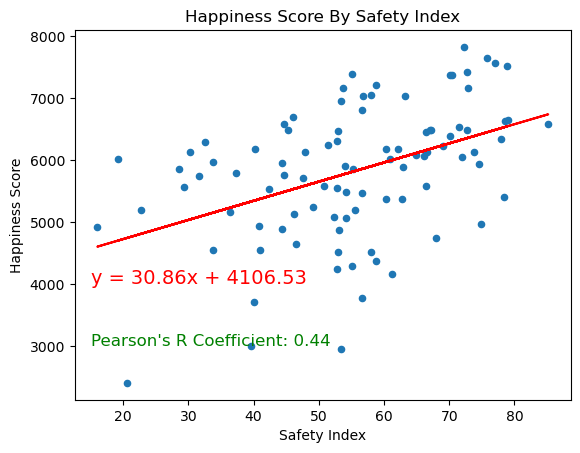 Happiness Score By Safety Index
8000
7000
6000
5000
4000
3000
Happiness Score
y = 30.86x + 4106.53
Pearson's R Coefficient: 0.44
20 30 40 50 60 70 80
Safety Index